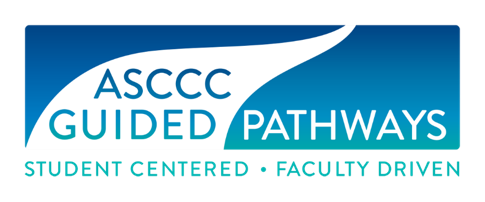 ASCCC
GUIDED PATHWAYS
STUDENT CENTERED • FACULTY DRIVEN